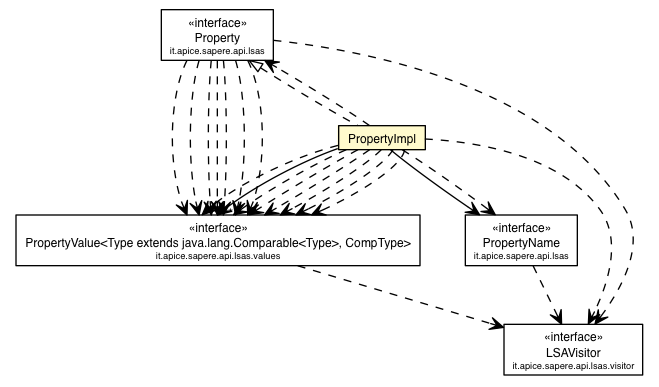 «interface»
Property
it.apice.sapere.api.lsas
PropertyImpl
«interface»
PropertyValue<Type extends java.lang.Comparable<Type>, CompType>
it.apice.sapere.api.lsas.values
«interface»
PropertyName
it.apice.sapere.api.lsas
«interface»
LSAVisitor
it.apice.sapere.api.lsas.visitor